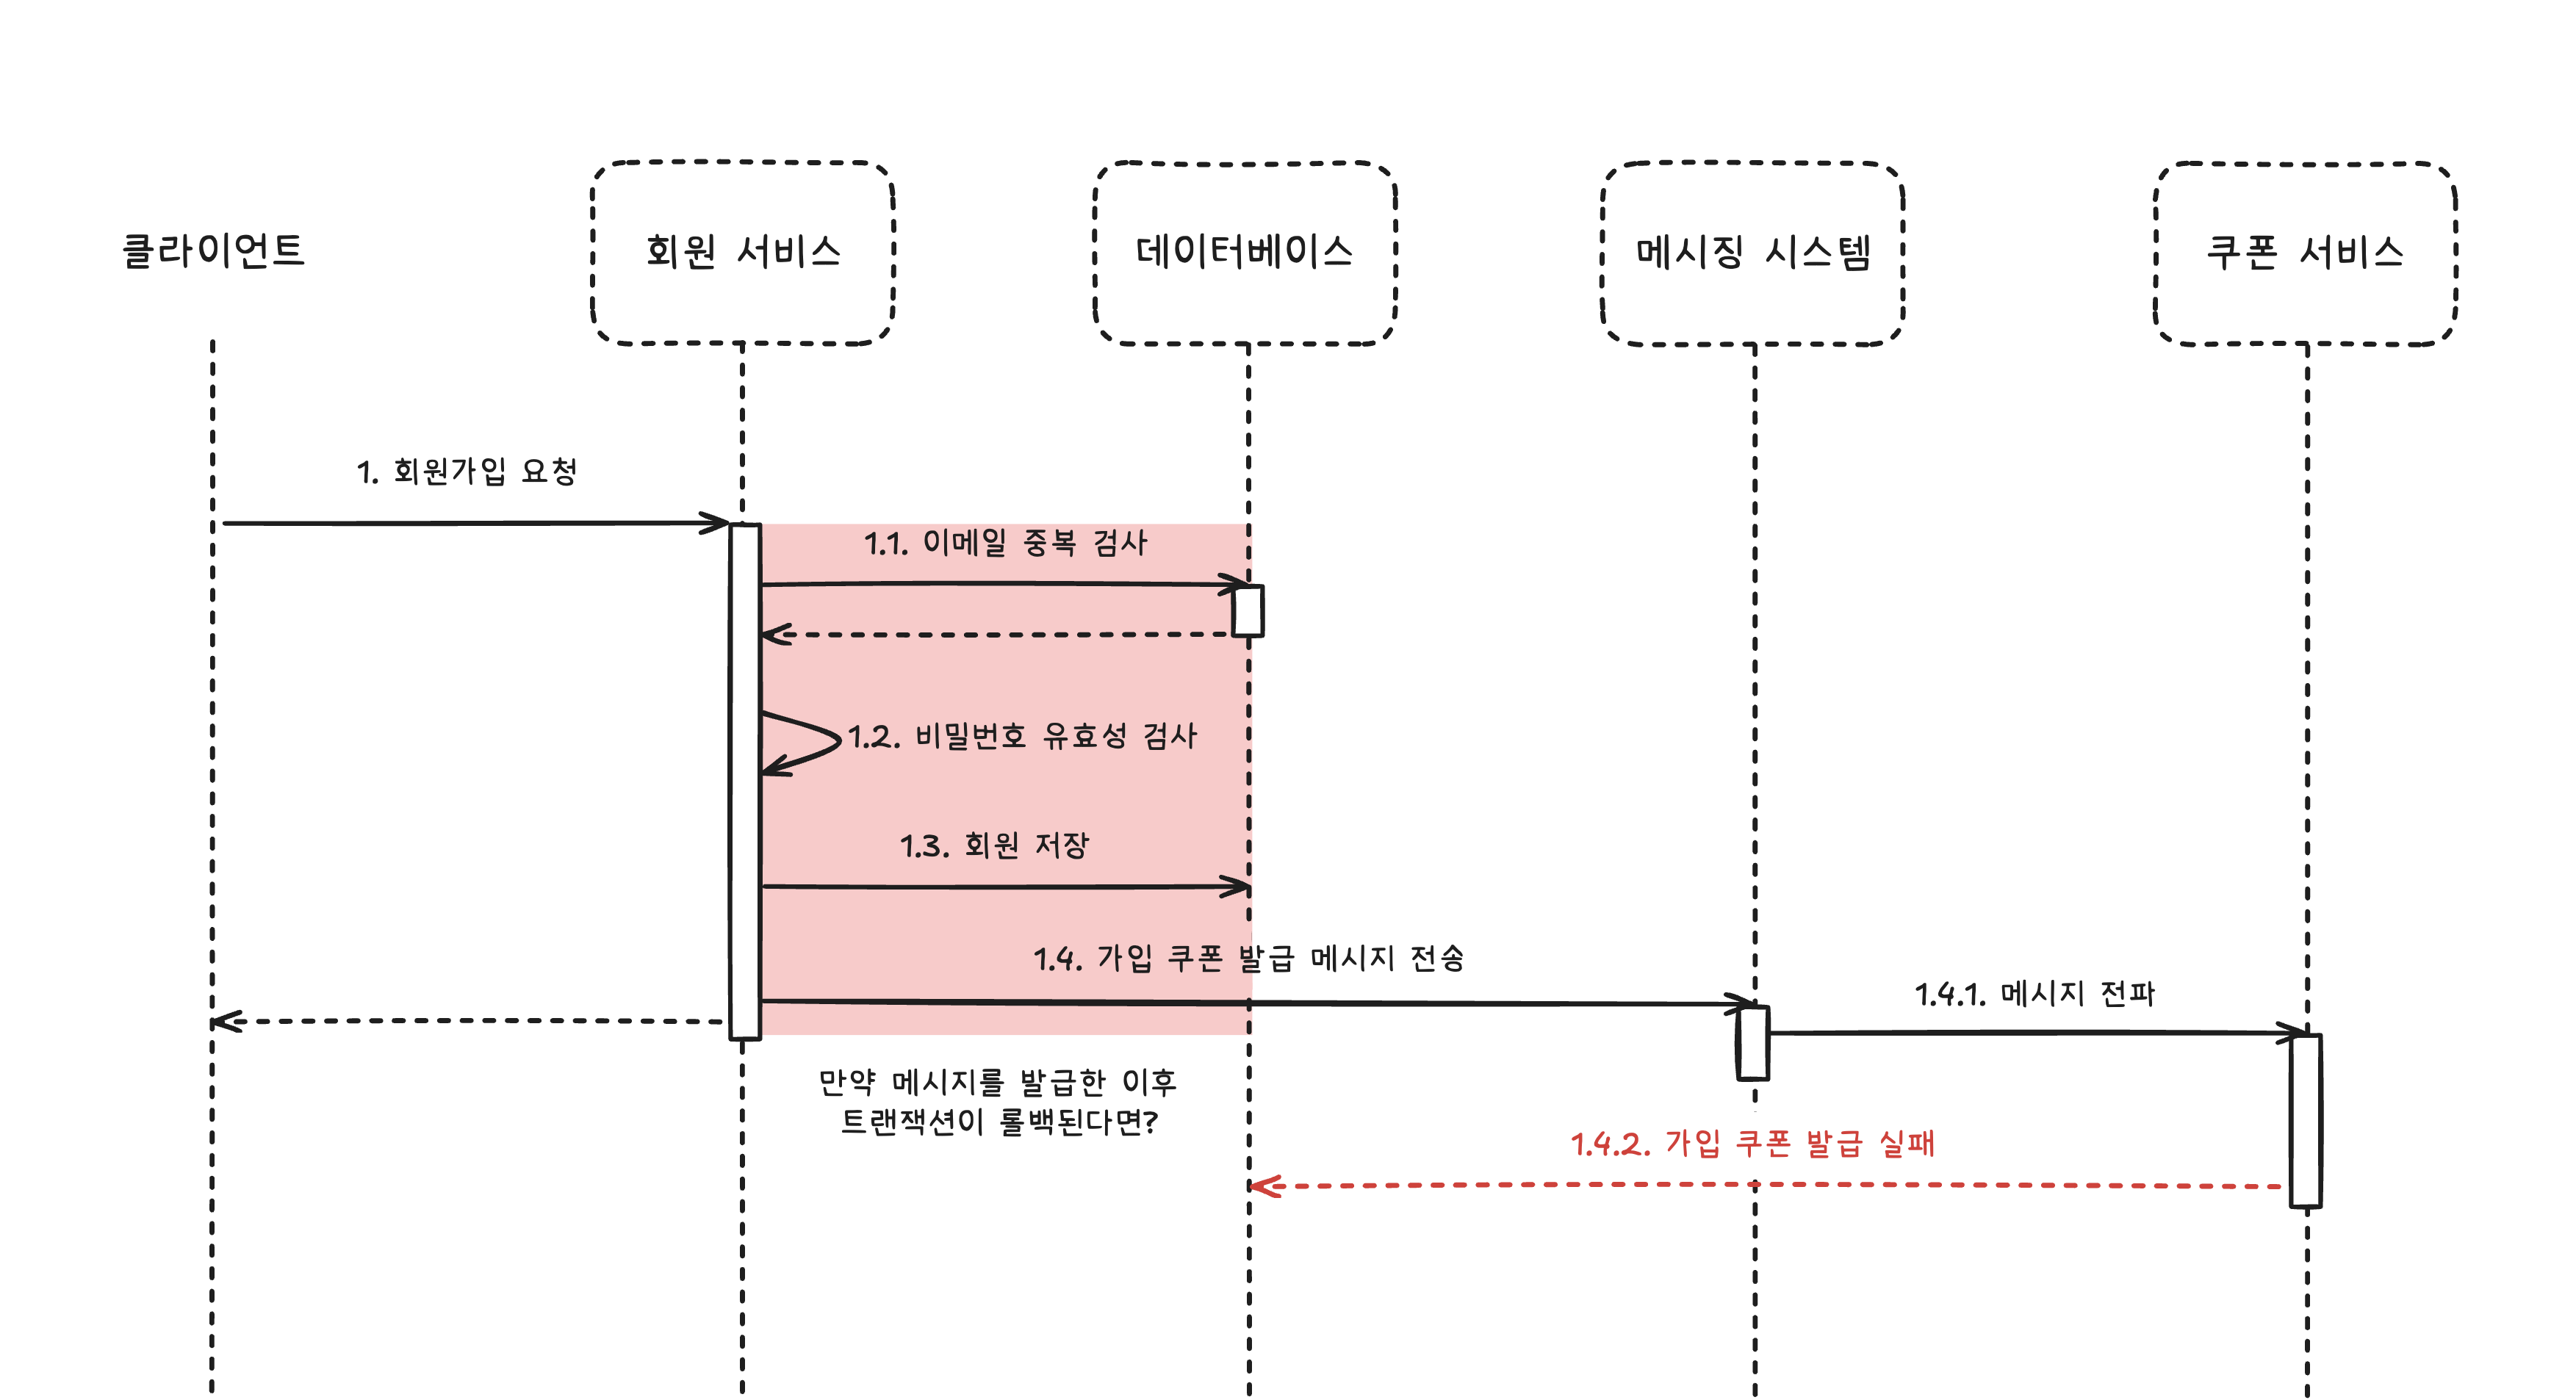 클라이언트
회원 서비스
데이터베이스
메시징 시스템
쿠폰 서비스
1. 회원가입 요청
1.1. 이메일 중복 검사
1.2. 비밀번호 유효성 검사
1.3. 회원 저장
1.4. 가입 쿠폰 발급 메시지 전송
1.4.1. 메시지 전파
만약 메시지를 발급한 이후
트랜잭션이 롤백된다면?
1.4.2. 가입 쿠폰 발급 실패